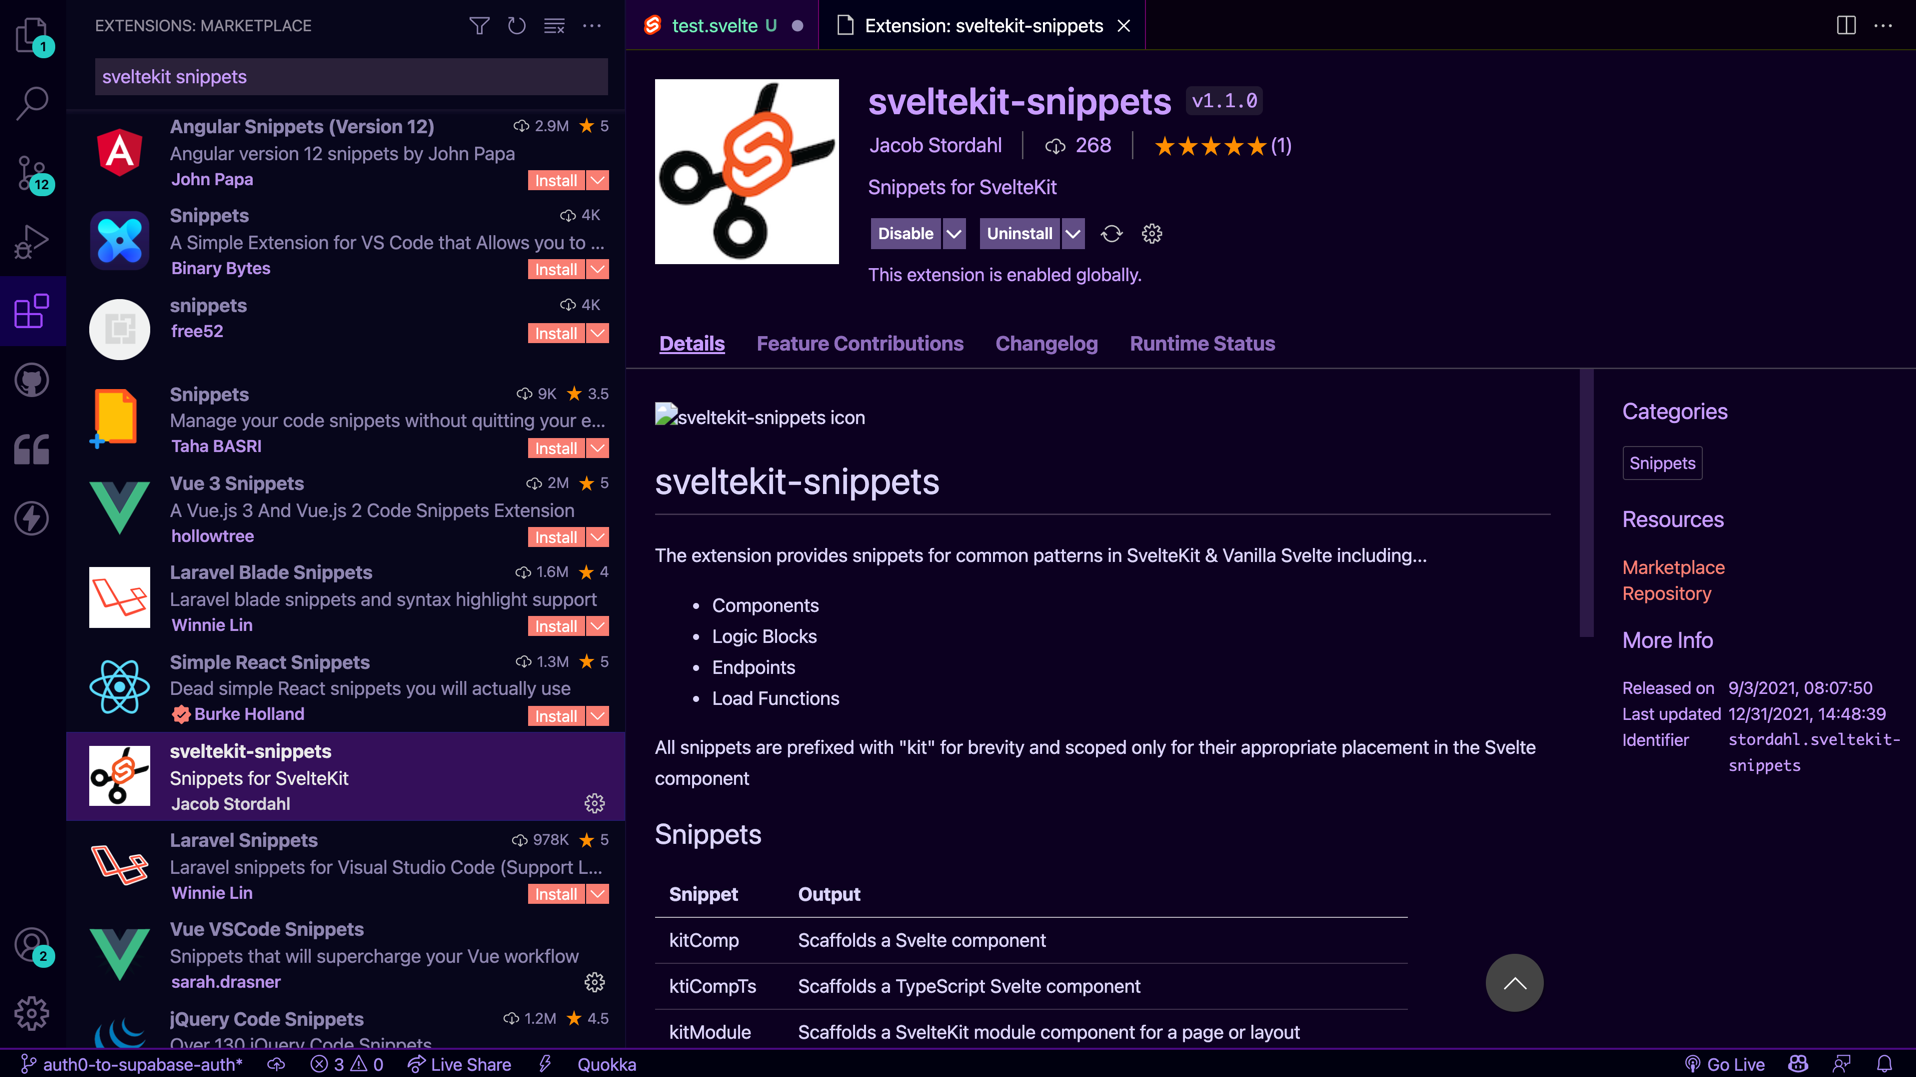 EXTENSIONS: MARKETPLACE
sveltekit snippets
Angular Snippets (Version 12) 2.9M 5
Angular version 12 snippets by John Papa
John Papa
Install
Snippets 4K
A Simple Extension for VS Code that Allows you to ...
Binary Bytes
Install
snippets 4K
free52
Install
Snippets 9K 3.5
Manage your code snippets without quitting your e...
Taha BASRI
Install
Vue 3 Snippets 2M 5
A Vue.js 3 And Vue.js 2 Code Snippets Extension
hollowtree
Install
Laravel Blade Snippets 1.6M 4
Laravel blade snippets and syntax highlight support
Winnie Lin
Install
Simple React Snippets 1.3M 5
Dead simple React snippets you will actually use
Burke Holland
Install
sveltekit-snippets
Snippets for SvelteKit
Jacob Stordahl
Laravel Snippets 978K 5
Laravel snippets for Visual Studio Code (Support L...
Winnie Lin
Install
Vue VSCode Snippets
Snippets that will supercharge your Vue workflow
sarah.drasner
jQuery Code Snippets 1.2M 4.5
Over 130 jQuery Code Snippets
1
12
2
test.svelte U
Extension: sveltekit-snippets
sveltekit-snippets v1.1.0
Jacob Stordahl 268 (1)
Snippets for SvelteKit
Disable Uninstall
This extension is enabled globally.
Details Feature Contributions Changelog Runtime Status
sveltekit-snippets icon
sveltekit-snippets
The extension provides snippets for common patterns in SvelteKit & Vanilla Svelte including...
• Components
• Logic Blocks
• Endpoints
• Load Functions
All snippets are prefixed with "kit" for brevity and scoped only for their appropriate placement in the Svelte
component
Snippets
Snippet Output
kitComp Scaffolds a Svelte component
ktiCompTs Scaffolds a TypeScript Svelte component
kitModule Scaffolds a SvelteKit module component for a page or layout
Categories
Snippets
Resources
Marketplace
Repository
More Info
Released on 9/3/2021, 08:07:50
Last updated 12/31/2021, 14:48:39
Identifier stordahl.sveltekit-
snippets
auth0-to-supabase-auth* 3 0 Live Share Quokka Go Live